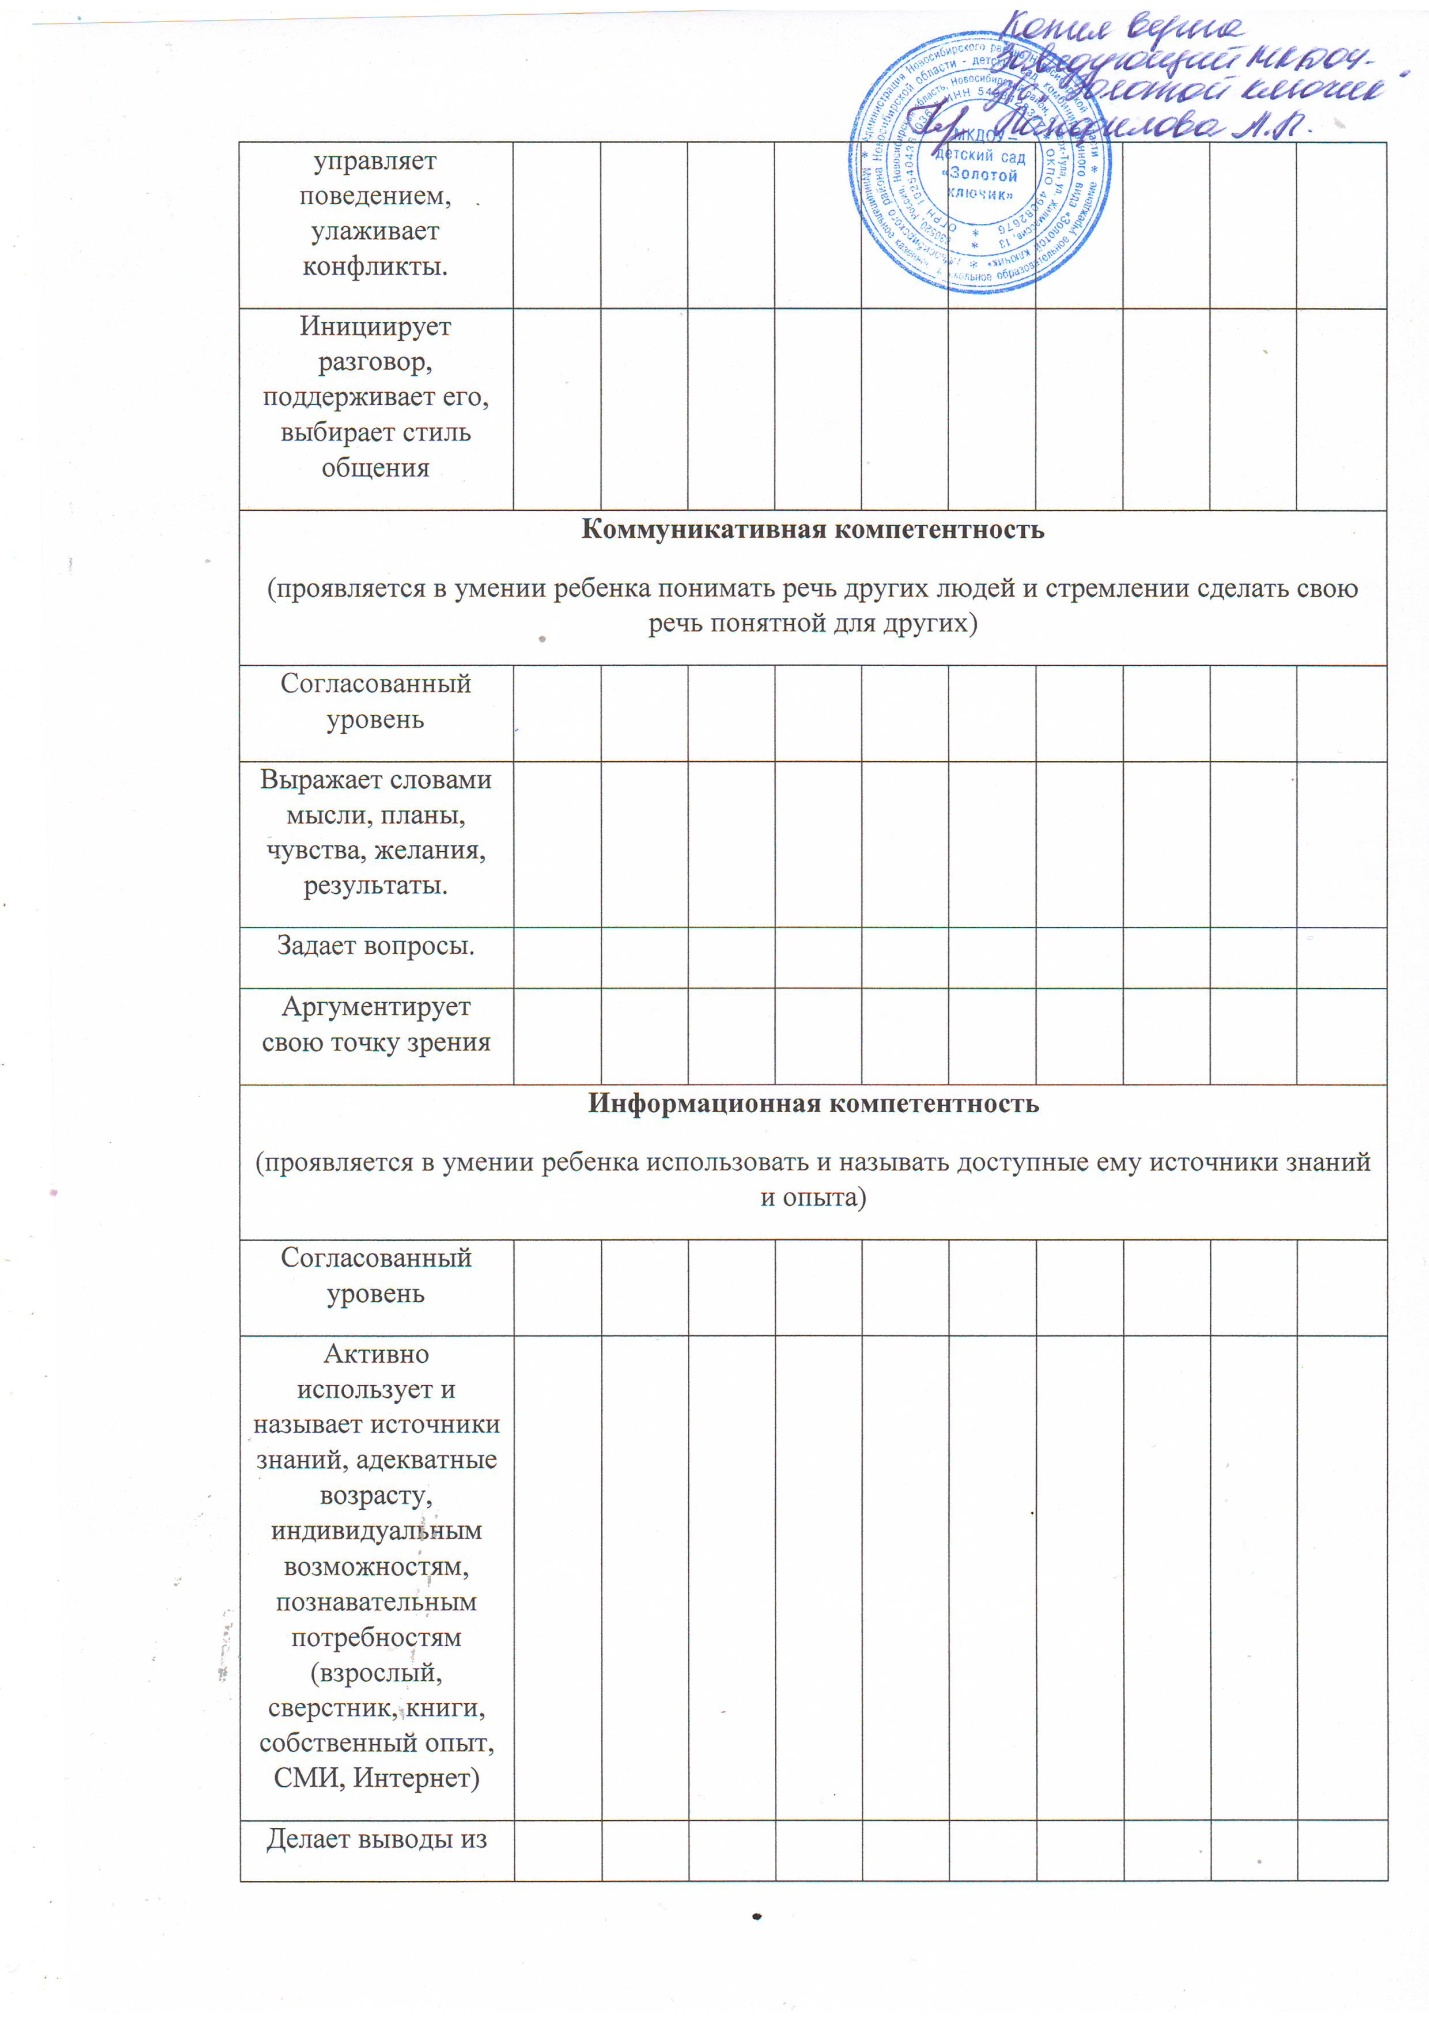 Копия верна
Заведующий МКДОУ-
д/с "Золотой ключик"
Панфилова А.П.
МКДОУ –
детский сад
«Золотой
ключик»
управляет
поведением,
улаживает
конфликты.
Инициирует
разговор,
поддерживает его,
выбирает стиль
общения
Коммуникативная компетентность
(проявляется в умении ребенка понимать речь других людей и стремлении сделать свою
речь понятной для других)
Согласованный
уровень
Выражает словами
мысли, планы,
чувства, желания,
результаты.
Задает вопросы.
Аргументирует
свою точку зрения
Информационная компетентность
(проявляется в умении ребенка использовать и называть доступные ему источники знаний
и опыта)
Согласованный
уровень
Активно
использует и
называет источники
знаний, адекватные
возрасту,
индивидуальным
возможностям,
познавательным
потребностям
(взрослый,
сверстник, книги,
собственный опыт,
СМИ, Интернет)
Делает выводы из